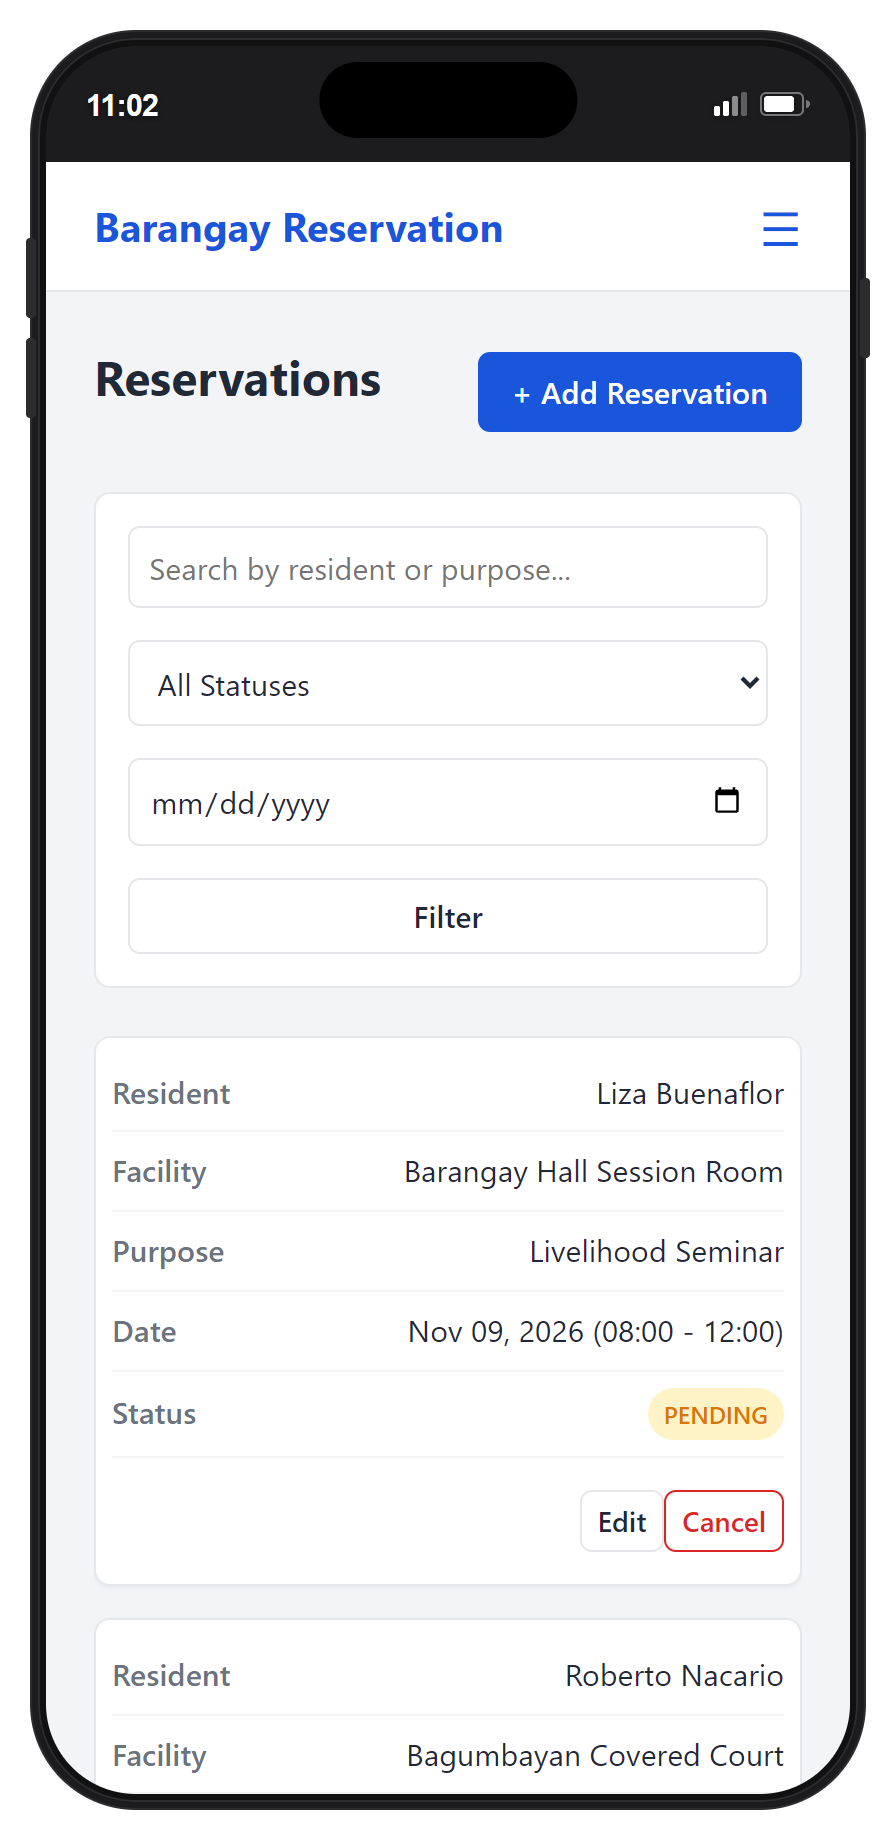 11:02
Barangay Reservation
Reservations
+ Add Reservation
Search by resident or purpose...
All Statuses
mm/dd/yyyy
Filter
Resident Liza Buenaflor
Facility Barangay Hall Session Room
Purpose Livelihood Seminar
Date Nov 09, 2026 (08:00 - 12:00)
Status PENDING
Edit Cancel
Resident Roberto Nacario
Facility Bagumbayan Covered Court